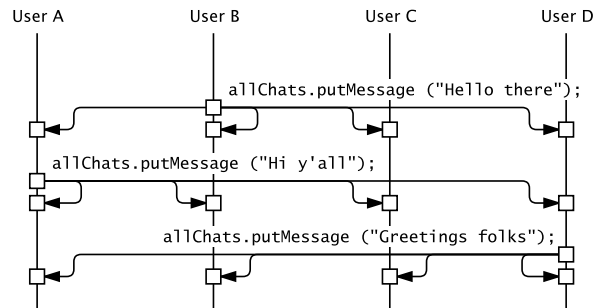 User A User B User C User D
allChats.putMessage ("Hello there");
allChats.putMessage ("Hi y'all");
allChats.putMessage ("Greetings folks");